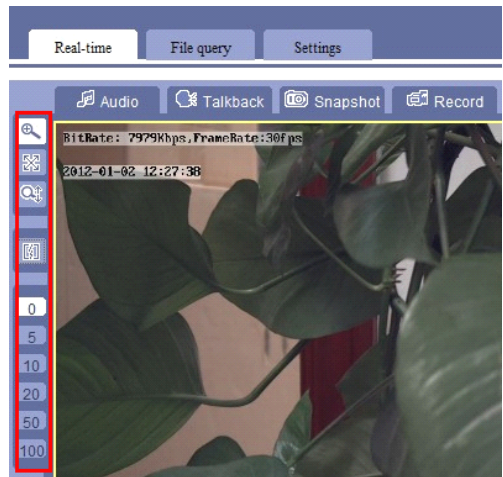 Real-time File query Settings
Audio Talkback Snapshot Record
BitRate: 7979Kbps,FrameRate:30fps
2012-01-02 12:27:38
0
5
10
20
50
100